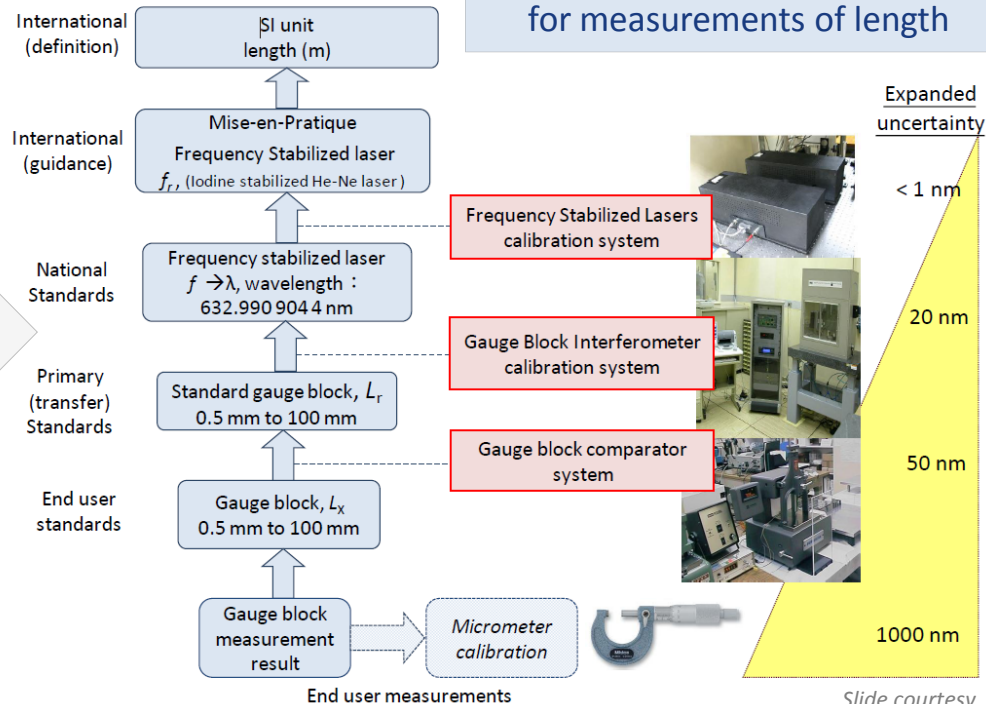 for measurements of length
International
(definition)
SI unit
length (m)
International
(guidance)
Mise-en-Pratique
Frequency Stabilized laser
fr, (Iodine stabilized He-Ne laser)
Expanded
uncertainty
< 1 nm
Frequency Stabilized Lasers
calibration system
National
Standards
Frequency stabilized laser
f →λ, wavelength :
632.990 904 4 nm
20 nm
Gauge Block Interferometer
calibration system
Primary
(transfer)
Standards
Standard gauge block, Lr
0.5 mm to 100 mm
Gauge block comparator
system
50 nm
End user
standards
Gauge block, Lx
0.5 mm to 100 mm
Gauge block
measurement
result
Micrometer
calibration
1000 nm
End user measurements
Slide courtesy